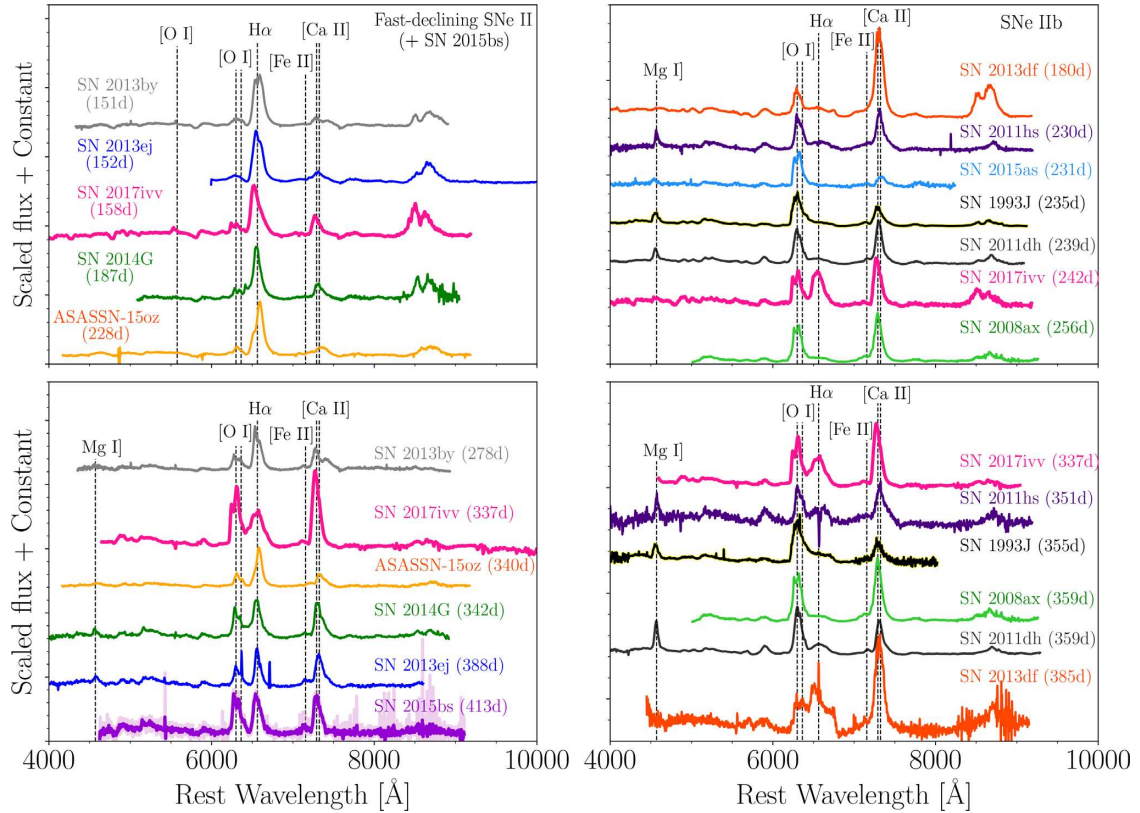 Fast-declining SNe II
(+ SN 2015bs)
[O I]
[O I]
Hα
[Fe II]
[Ca II]
SN 2013by
(151d)
SN 2013ej
(152d)
SN 2017ivv
(158d)
SN 2014G
(187d)
ASASSN-15oz
(228d)
Scaled flux + Constant
SNe IIb
Mg I]
[O I]
Hα
[Fe II]
[Ca II]
SN 2013df (180d)
SN 2011hs (230d)
SN 2015as (231d)
SN 1993J (235d)
SN 2011dh (239d)
SN 2017ivv (242d)
SN 2008ax (256d)
Mg I]
[O I]
Hα
[Fe II]
[Ca II]
SN 2013by (278d)
SN 2017ivv (337d)
ASASSN-15oz (340d)
SN 2014G (342d)
SN 2013ej (388d)
SN 2015bs (413d)
Scaled flux + Constant
4000 6000 8000 10000
Rest Wavelength [Å]
Mg I]
[O I]
Hα
[Fe II]
[Ca II]
SN 2017ivv (337d)
SN 2011hs (351d)
SN 1993J (355d)
SN 2008ax (359d)
SN 2011dh (359d)
SN 2013df (385d)
4000 6000 8000 10000
Rest Wavelength [Å]